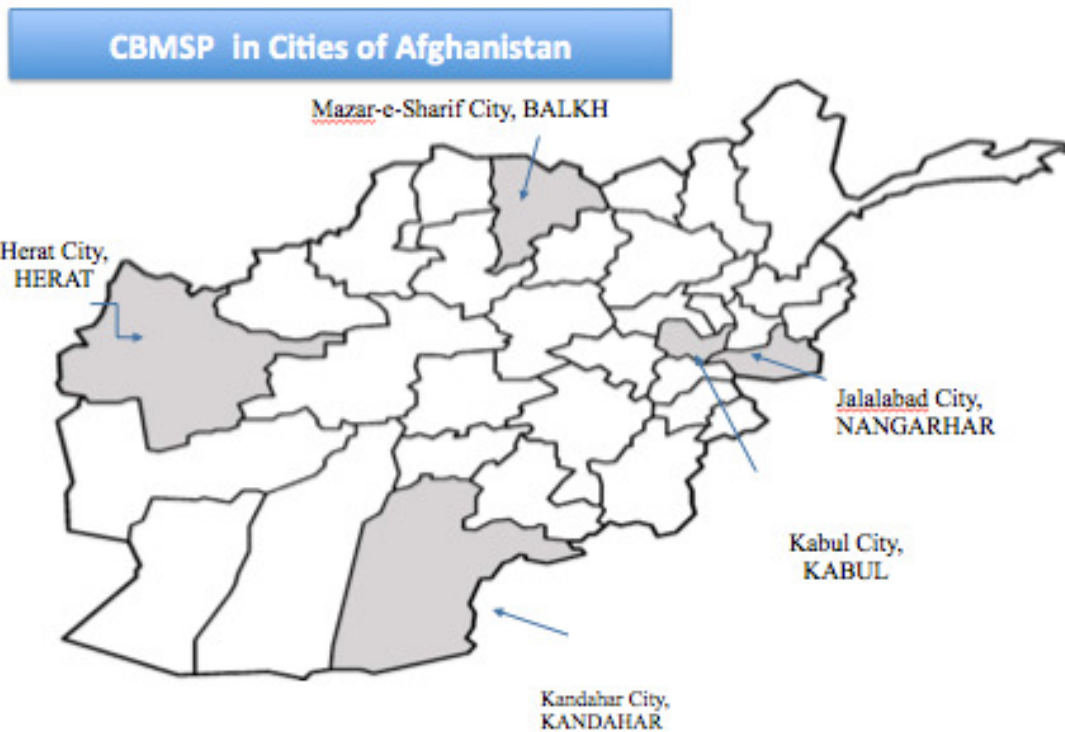 CBMSP in Cities of Afghanistan
Mazar-e-Sharif City, BALKH
Herat City,
HERAT
Jalalabad City,
NANGARHAR
Kabul City,
KABUL
Kandahar City,
KANDAHAR